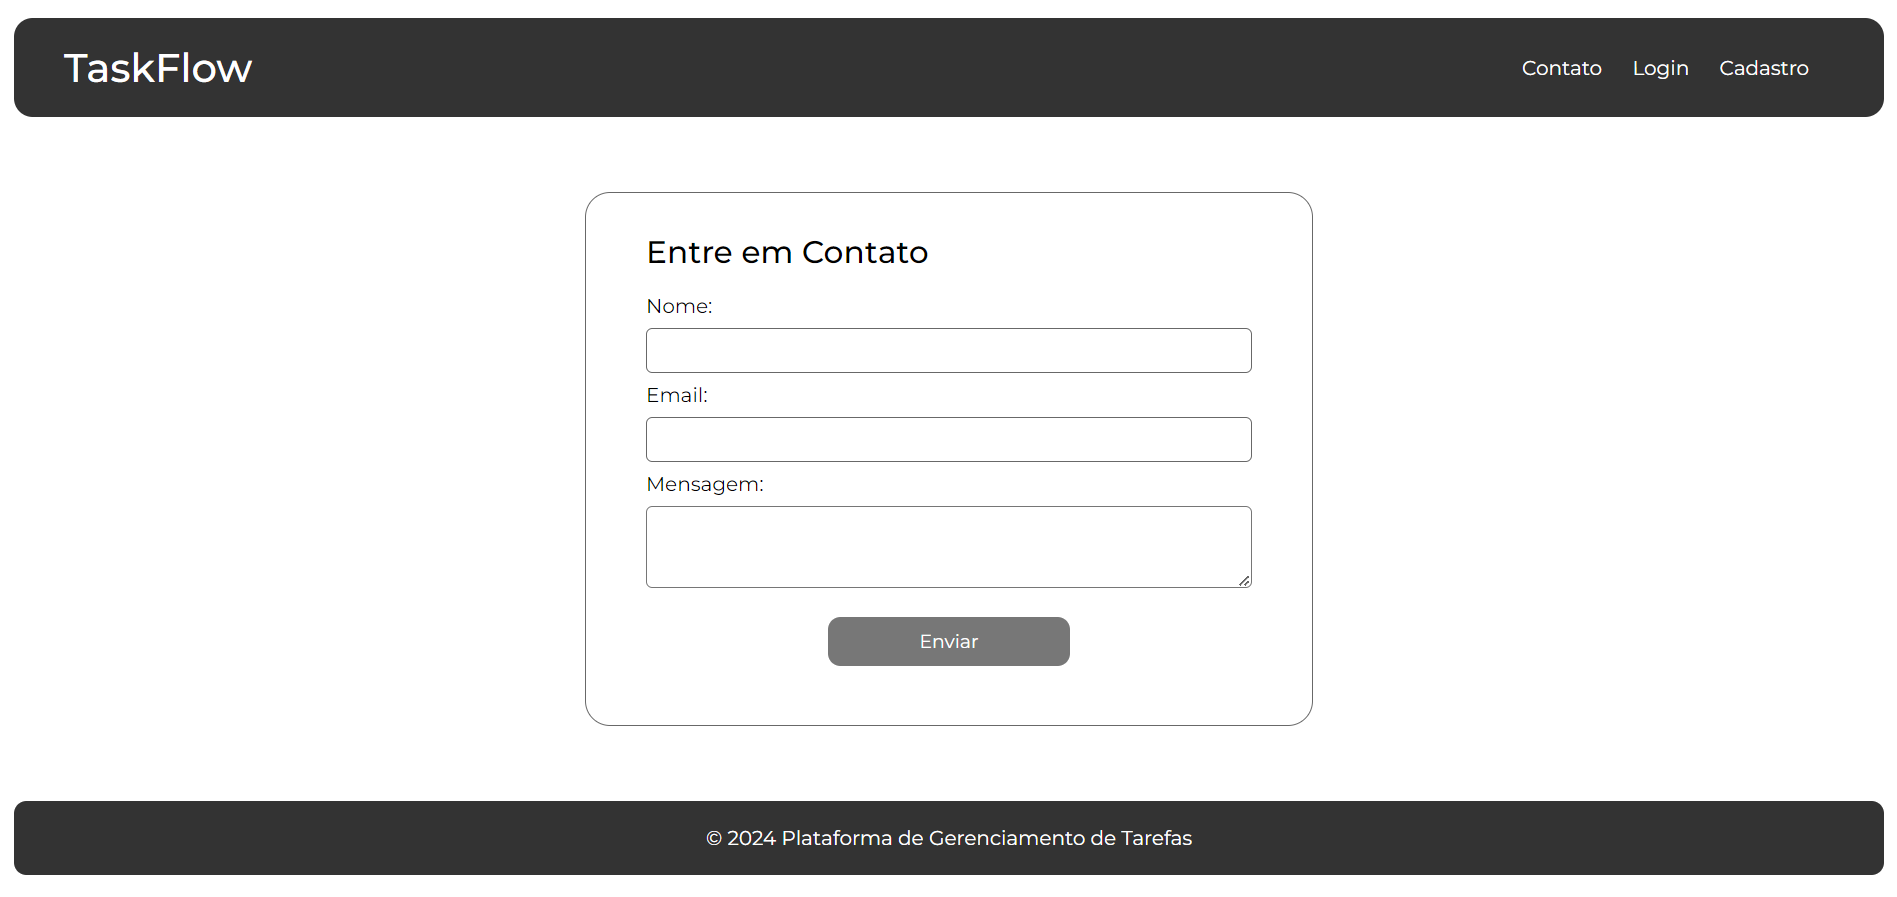 TaskFlow
Contato Login Cadastro
Entre em Contato
Nome:
Email:
Mensagem:
Enviar
© 2024 Plataforma de Gerenciamento de Tarefas